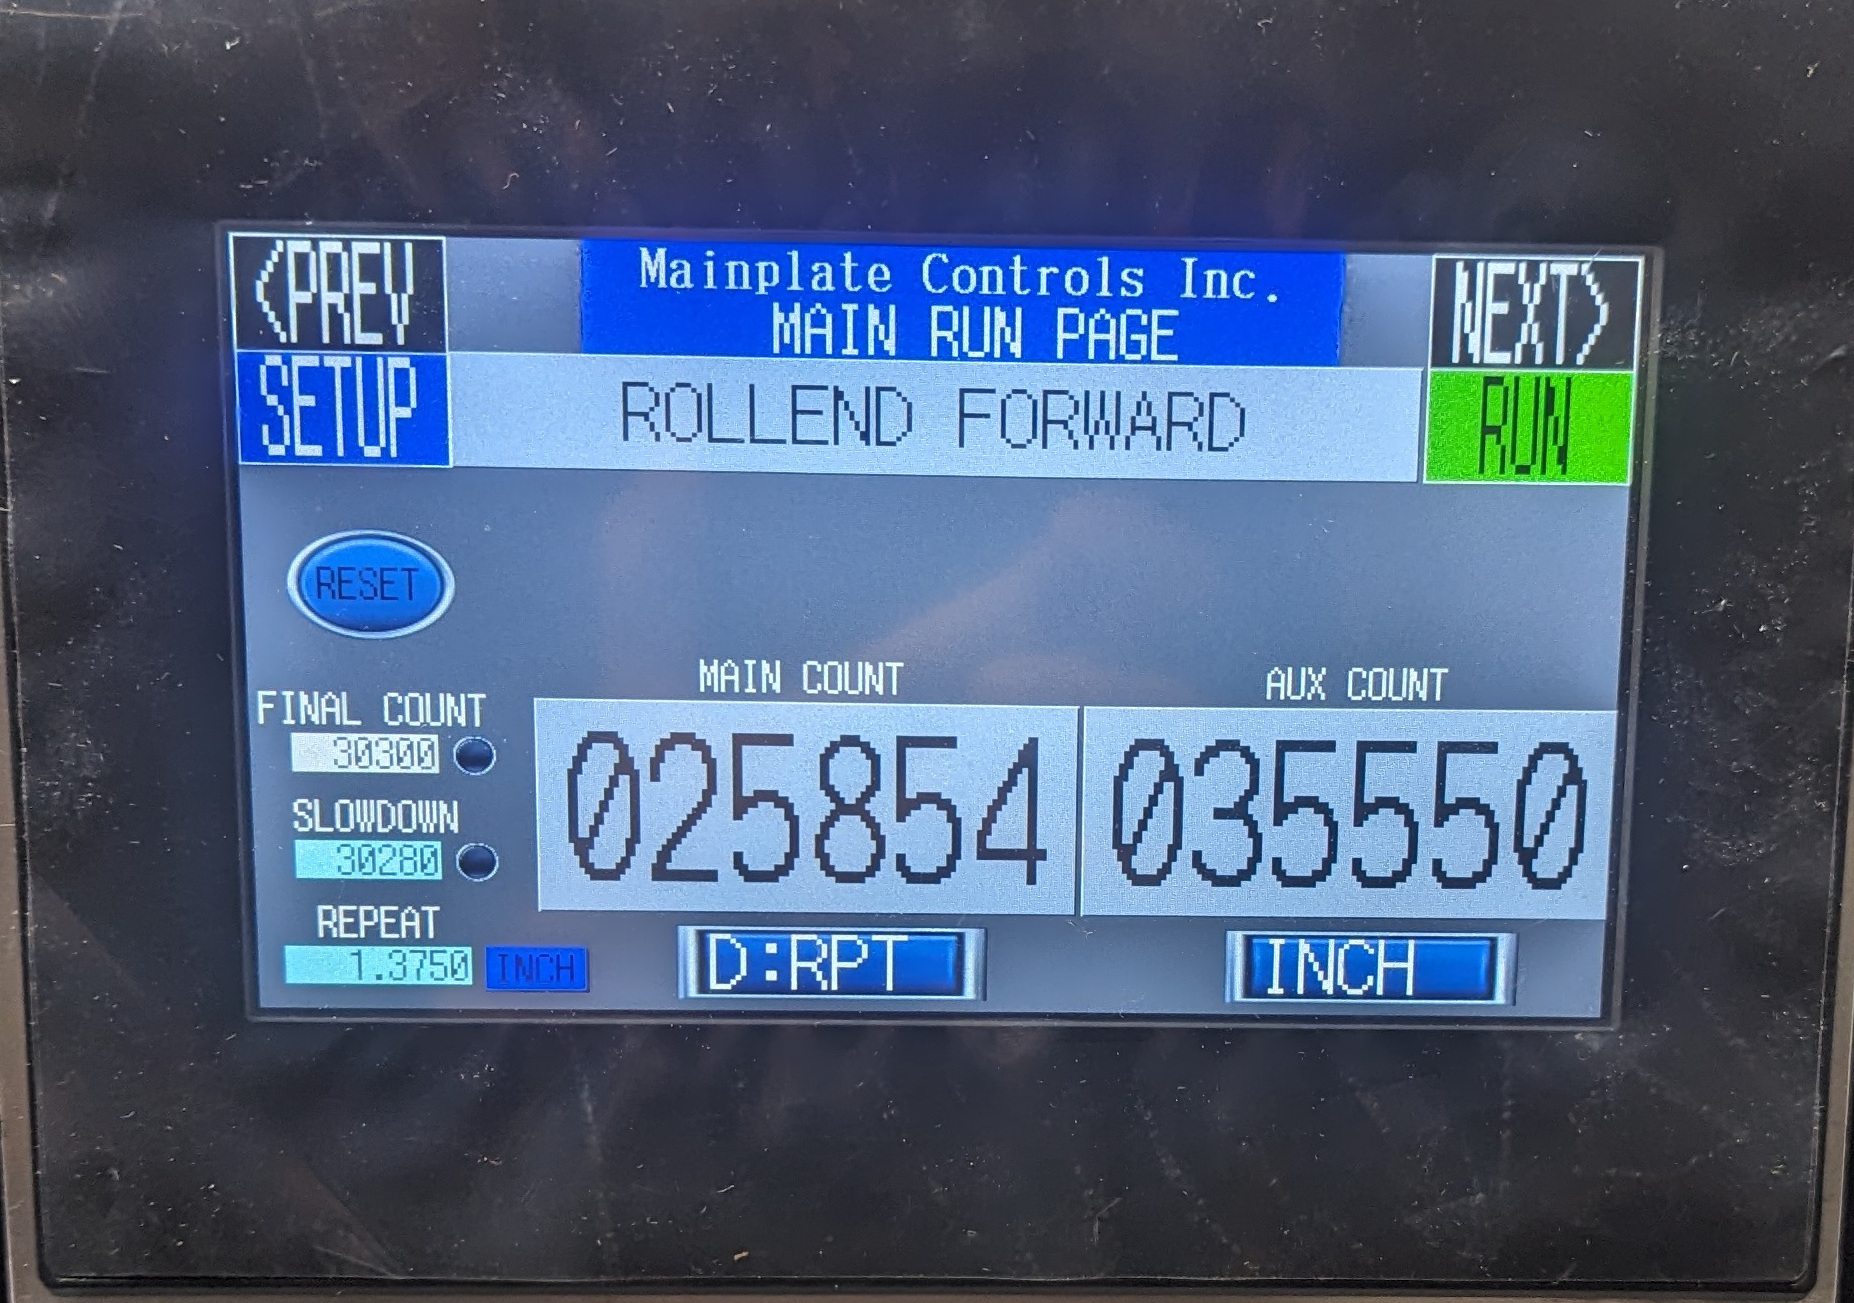 <PREV
Mainplate Controls Inc.
MAIN RUN PAGE
NEXT>
SETUP
ROLLEND FORWARD
RUN
RESET
MAIN COUNT
AUX COUNT
FINAL COUNT
30300
025854
035550
SLOWDOWN
30280
REPEAT
1.3750
INCH
D:RPT
INCH